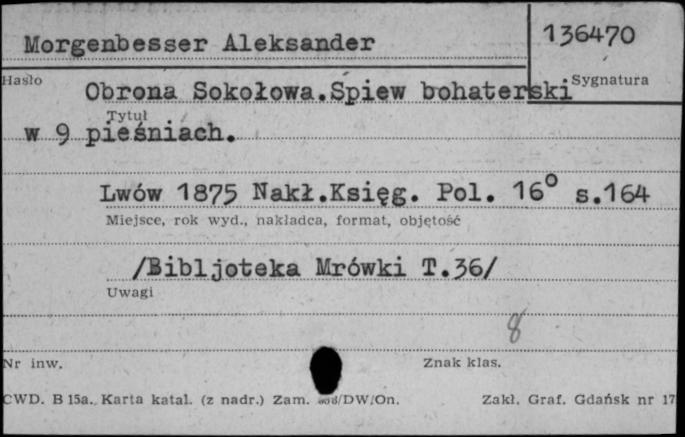 Morgenbesser Aleksander
136470
Hasło
Sygnatura
Obrona Sokołowa.Spiew bohaterski
Tytuł
w 9 pieśniach.
Lwów 1875 Nakł.Księg. Pol. 16° s.164
Miejsce, rok wyd., nakładca, format, objętość
/Bibljoteka Mrówki T.36/
Uwagi
8
Nr inw.
Znak klas.
CWD. B 15a. Karta katal. (z nadr.) Zam. /DW/On.
Zakł. Graf. Gdańsk nr 17